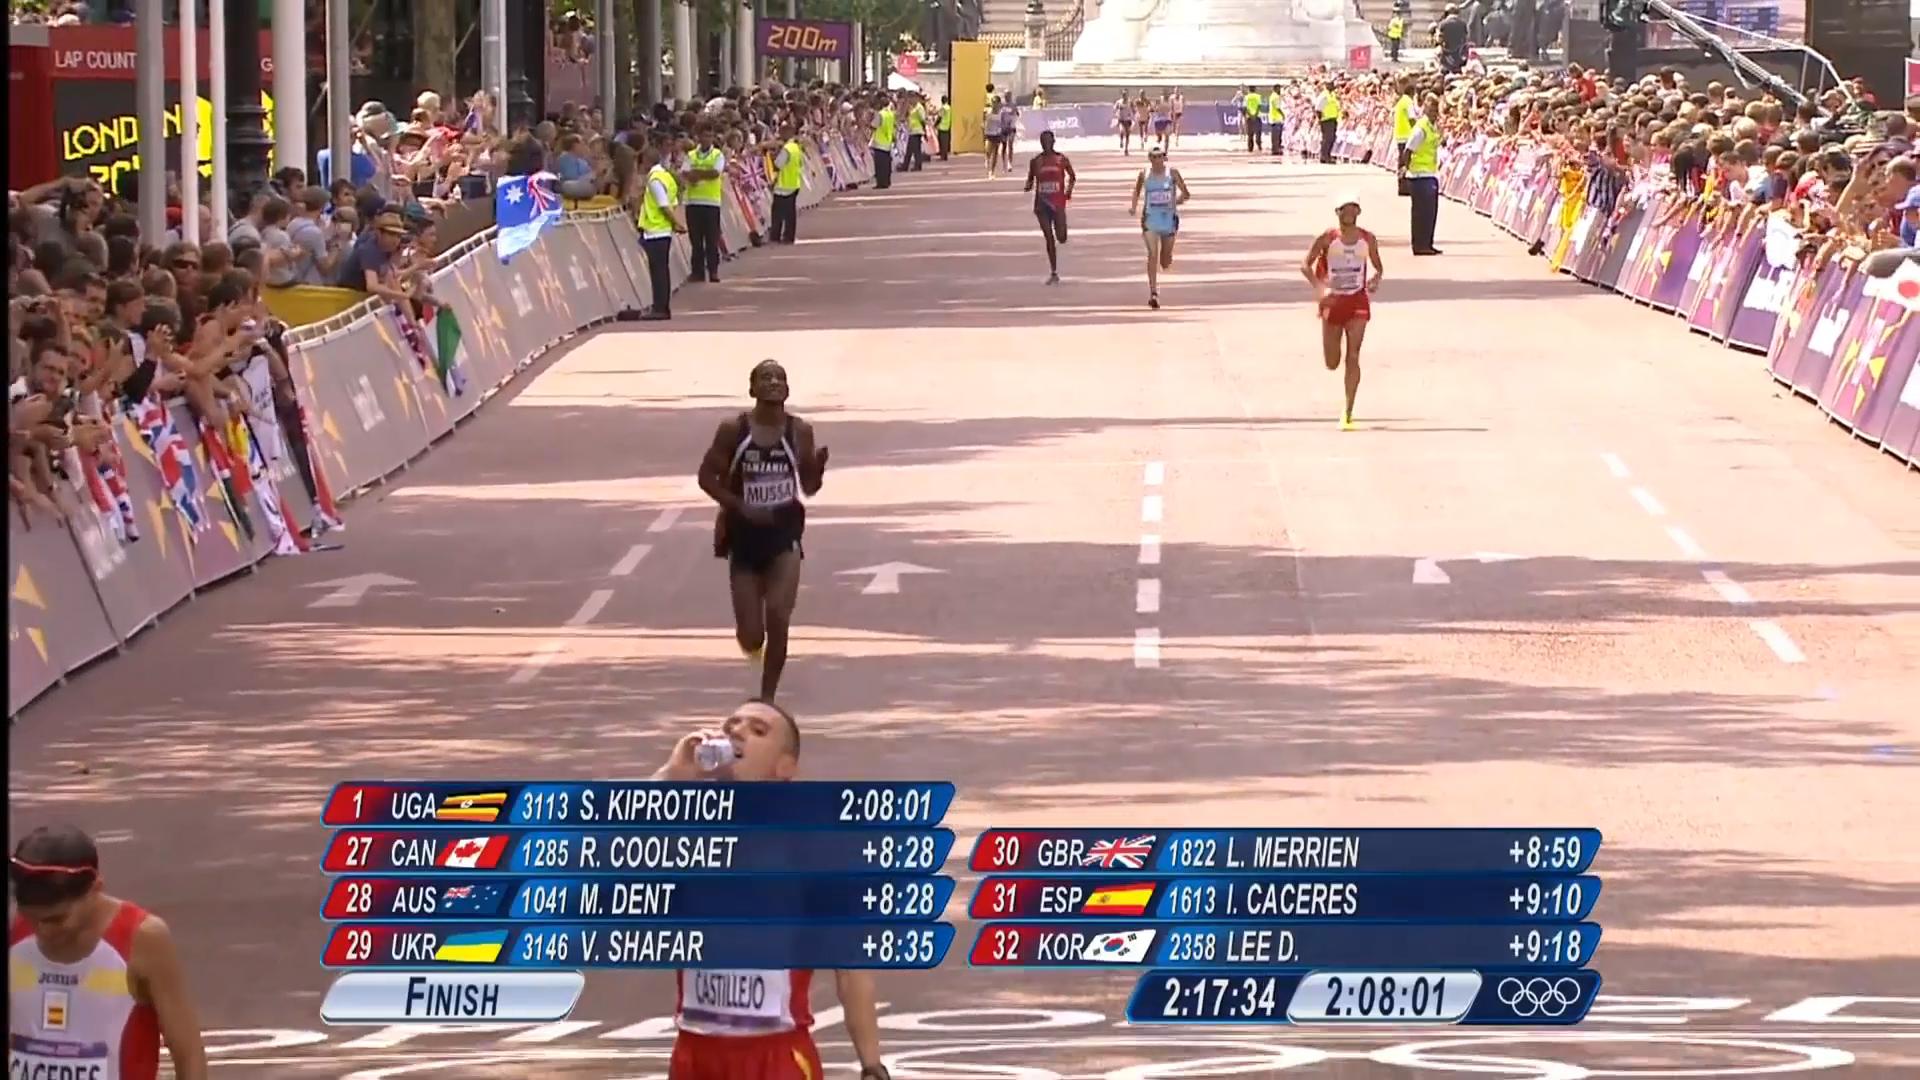 LAP COUNT
200m
LONDON
TANZANIA
MUSSA
1 UGA 3113 S. KIPROTICH 2:08:01
27 CAN 1285 R. COOLSAET +8:28
28 AUS 1041 M. DENT +8:28
29 UKR 3146 V. SHAFAR +8:35
30 GBR 1822 L. MERRIEN +8:59
31 ESP 1613 I. CACERES +9:10
32 KOR 2358 LEE D. +9:18
FINISH
2:17:34 2:08:01
CASTILLEJO
CACERES